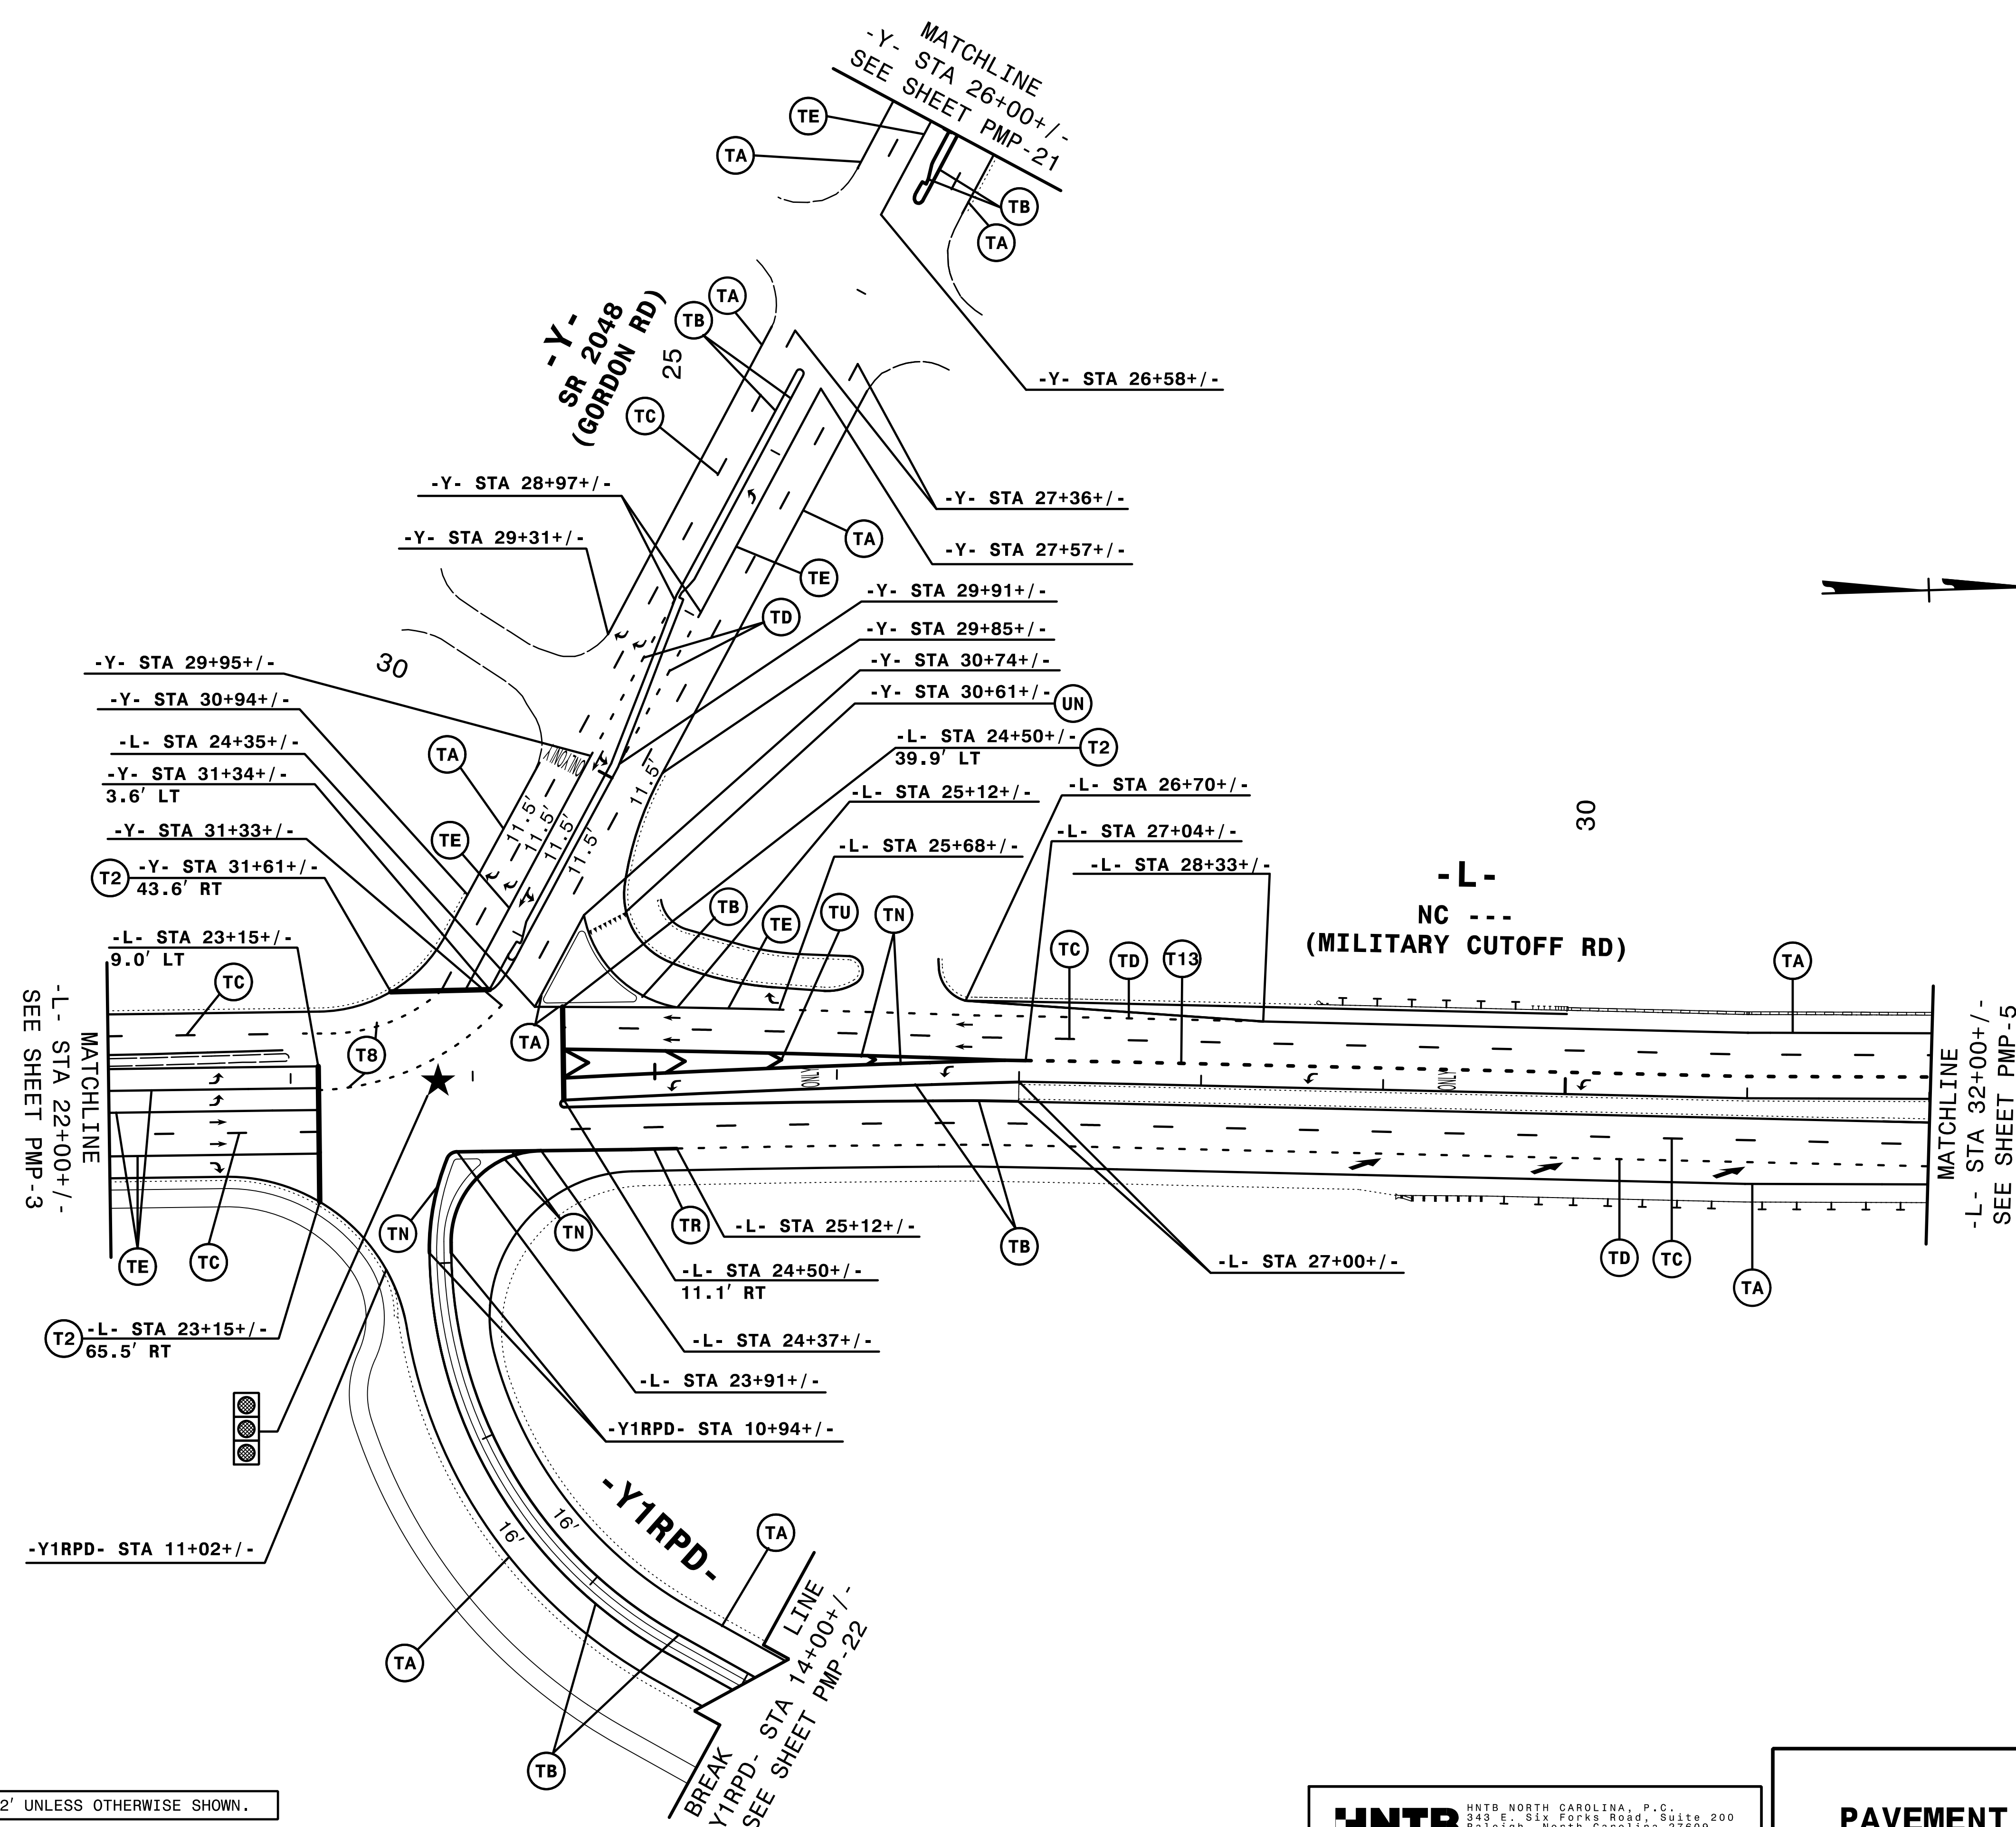 MATCHLINE
-Y- STA 26+00+/-
SEE SHEET PMP-21
TE
TA
TB
TA
-Y-
SR 2048
(GORDON RD)
25
TA
TB
TC
-Y- STA 26+58+/-
-Y- STA 28+97+/-
-Y- STA 27+36+/-
-Y- STA 29+31+/-
-Y- STA 27+57+/-
TA
TE
TD
-Y- STA 29+91+/-
-Y- STA 29+85+/-
-Y- STA 30+74+/-
-Y- STA 30+61+/-
UN
-Y- STA 29+95+/-
30
-Y- STA 30+94+/-
-L- STA 24+35+/-
-Y- STA 31+34+/-
3.6' LT
-Y- STA 31+33+/-
T2
-Y- STA 31+61+/-
43.6' RT
-L- STA 23+15+/-
9.0' LT
TA
TE
ONLY
ONLY
11.5'
11.5'
11.5'
11.5'
11.5'
-L- STA 24+50+/-
39.9' LT
T2
-L- STA 25+12+/-
-L- STA 26+70+/-
-L- STA 27+04+/-
-L- STA 25+68+/-
-L- STA 28+33+/-
30
-L-
NC ---
(MILITARY CUTOFF RD)
TB
TE
TU
TN
TC
TD
T13
TA
TC
T8
TA
ONLY
ONLY
MATCHLINE
-L- STA 22+00+/-
SEE SHEET PMP-3
MATCHLINE
-L- STA 32+00+/-
SEE SHEET PMP-5
TE
TC
TN
TN
TR
-L- STA 25+12+/-
TB
-L- STA 27+00+/-
TD
TC
TA
-L- STA 24+50+/-
11.1' RT
T2
-L- STA 23+15+/-
65.5' RT
-L- STA 24+37+/-
-L- STA 23+91+/-
-Y1RPD- STA 10+94+/-
-Y1RPD-
16'
16'
TA
-Y1RPD- STA 11+02+/-
TA
TB
BREAK LINE
Y1RPD- STA 14+00+/-
SEE SHEET PMP-22
2' UNLESS OTHERWISE SHOWN.
HNTB
HNTB NORTH CAROLINA, P.C.
343 E. Six Forks Road, Suite 200
Raleigh, North Carolina 27609
PAVEMENT